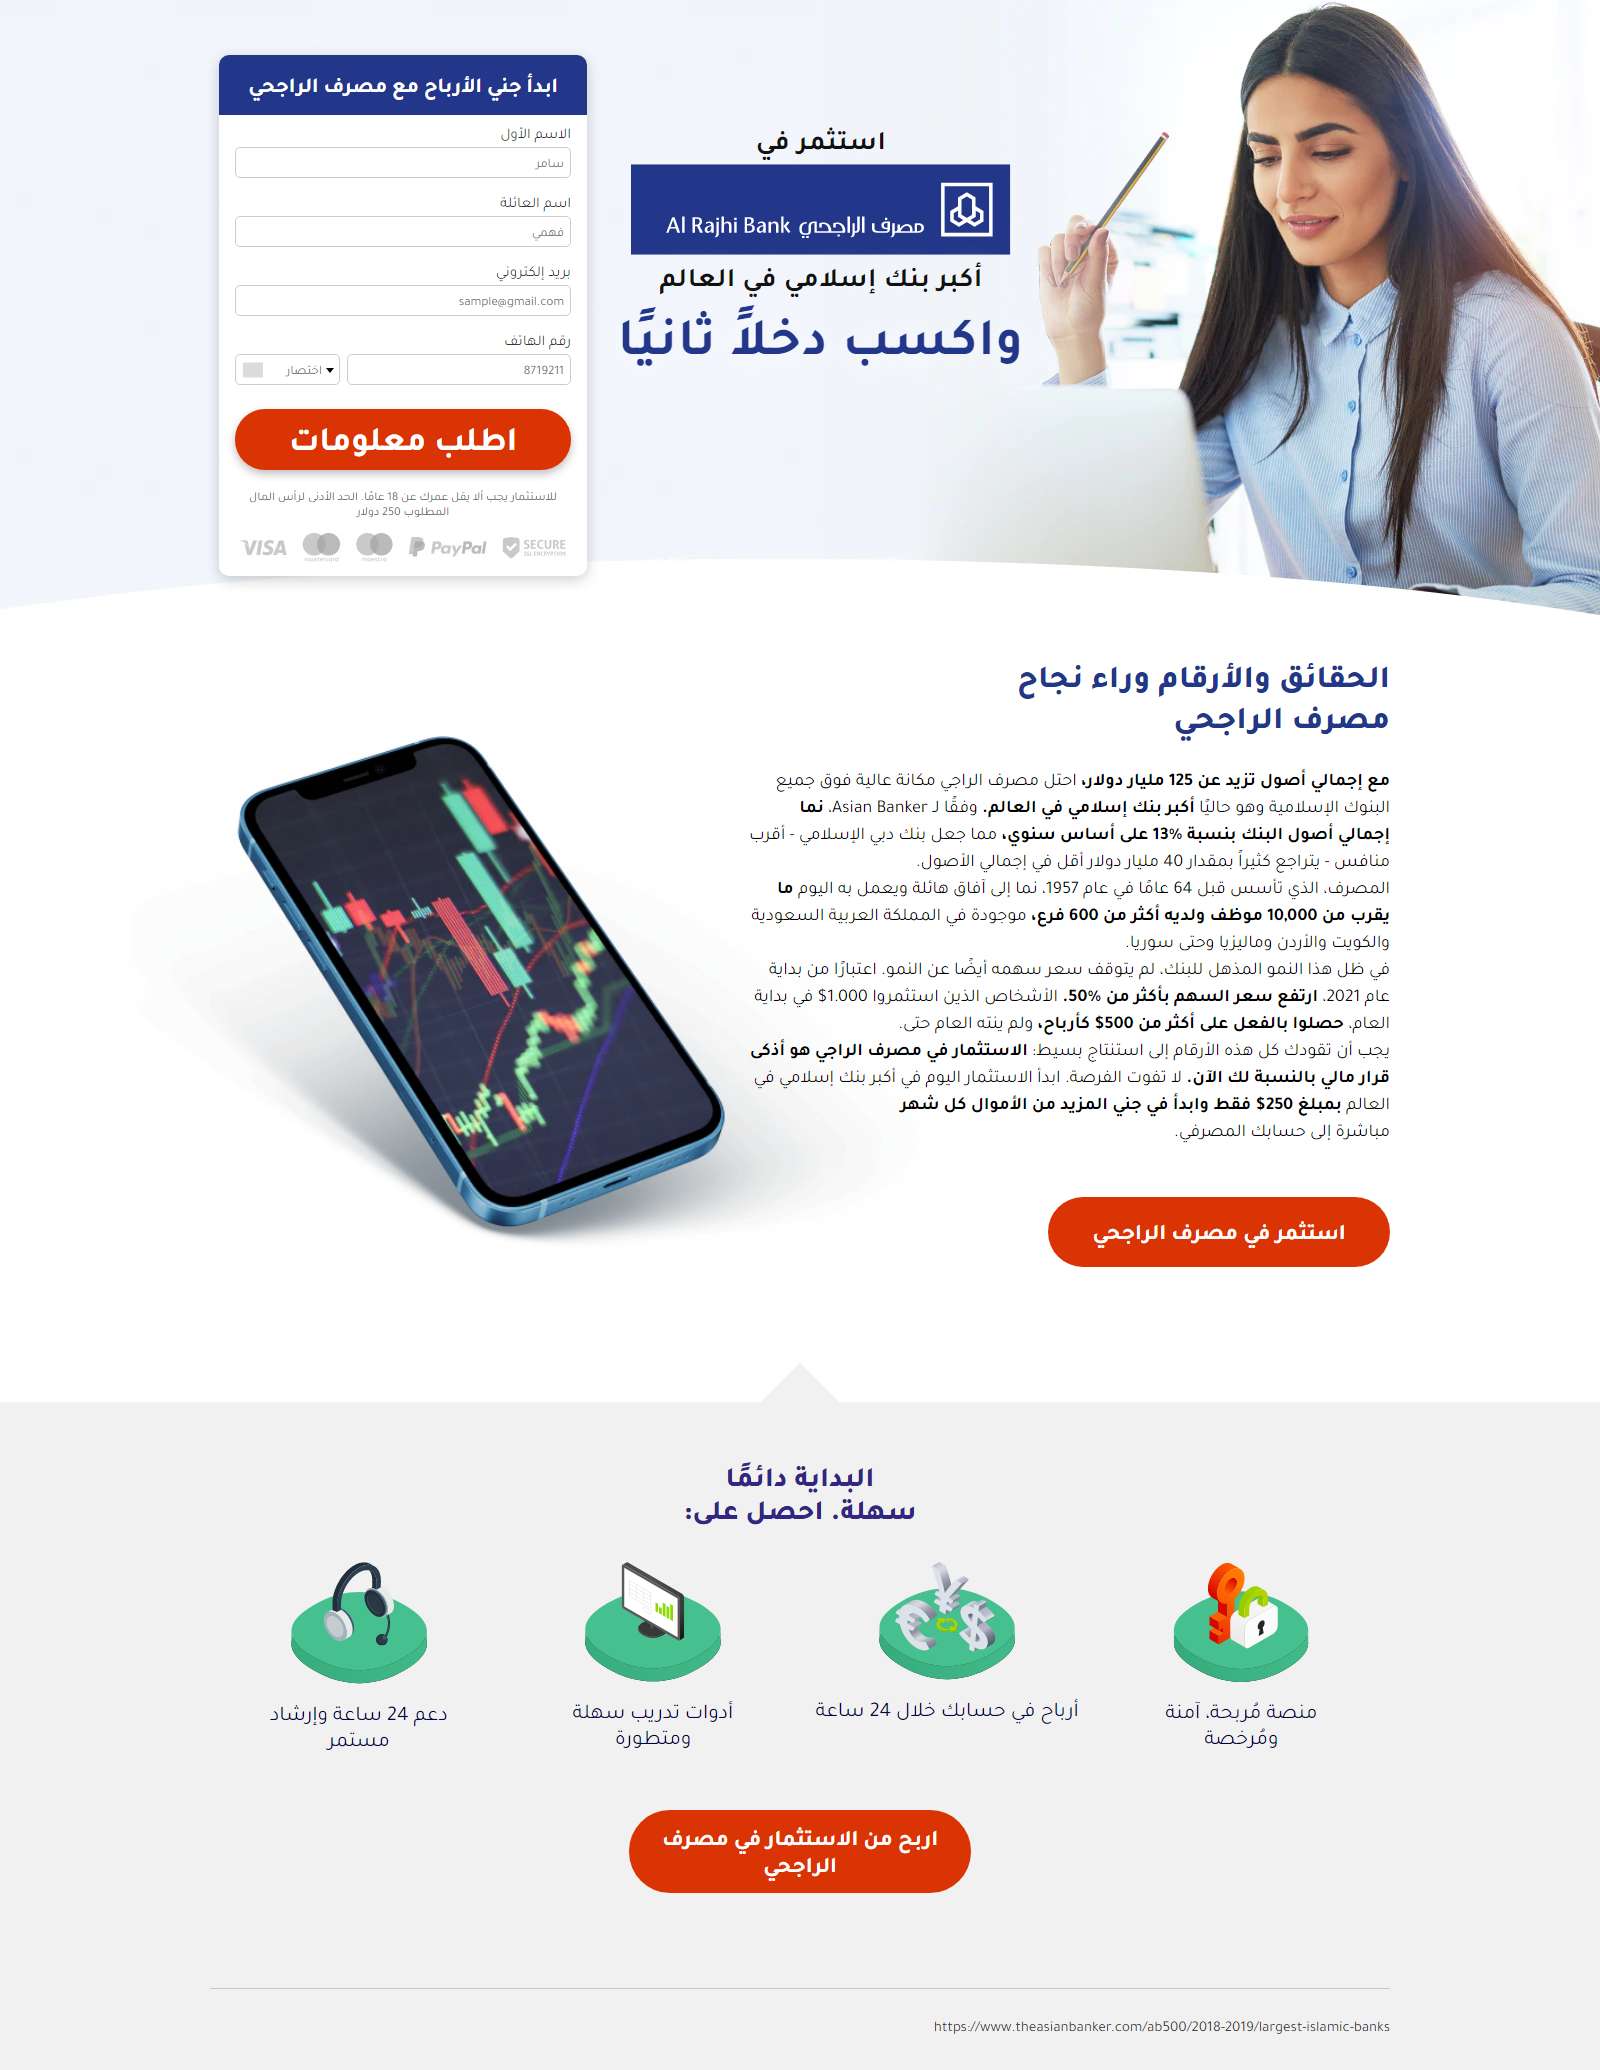 ابدأ جني الأرباح مع مصرف الراجحي
الاسم الأول
سامر
اسم العائلة
فهمي
بريد إلكتروني
sample@gmail.com
رقم الهاتف
8719211
اختصار
اطلب معلومات
للاستثمار يجب ألا يقل عمرك عن 18 عامًا. الحد الأدنى لرأس المال
المطلوب 250 دولار
VISA
mastercard
maestro
PayPal
SECURE
SSL ENCRYPTION
استثمر في
مصرف الراجحي Al Rajhi Bank
أكبر بنك إسلامي في العالم
واكسب دخلاً ثانيًا
الحقائق والأرقام وراء نجاح
مصرف الراجحي
مع إجمالي أصول تزيد عن 125 مليار دولار، احتل مصرف الراجي مكانة عالية فوق جميع
البنوك الإسلامية وهو حاليًا أكبر بنك إسلامي في العالم. وفقًا لـ Asian Banker، نما
إجمالي أصول البنك بنسبة 13% على أساس سنوي، مما جعل بنك دبي الإسلامي - أقرب
منافس - يتراجع كثيراً بمقدار 40 مليار دولار أقل في إجمالي الأصول.
المصرف، الذي تأسس قبل 64 عامًا في عام 1957، نما إلى آفاق هائلة ويعمل به اليوم ما
يقرب من 10,000 موظف ولديه أكثر من 600 فرع، موجودة في المملكة العربية السعودية
والكويت والأردن وماليزيا وحتى سوريا.
في ظل هذا النمو المذهل للبنك، لم يتوقف سعر سهمه أيضًا عن النمو. اعتبارًا من بداية
عام 2021، ارتفع سعر السهم بأكثر من 50%. الأشخاص الذين استثمروا 1.000$ في بداية
العام، حصلوا بالفعل على أكثر من 500$ كأرباح، ولم ينته العام حتى.
يجب أن تقودك كل هذه الأرقام إلى استنتاج بسيط: الاستثمار في مصرف الراجي هو أذكى
قرار مالي بالنسبة لك الآن. لا تفوت الفرصة. ابدأ الاستثمار اليوم في أكبر بنك إسلامي في
العالم بمبلغ 250$ فقط وابدأ في جني المزيد من الأموال كل شهر
مباشرة إلى حسابك المصرفي.
استثمر في مصرف الراجحي
البداية دائمًا
سهلة. احصل على:
منصة مُربحة، آمنة
ومُرخصة
أرباح في حسابك خلال 24 ساعة
أدوات تدريب سهلة
ومتطورة
دعم 24 ساعة وإرشاد
مستمر
اربح من الاستثمار في مصرف
الراجحي
https://www.theasianbanker.com/ab500/2018-2019/largest-islamic-banks